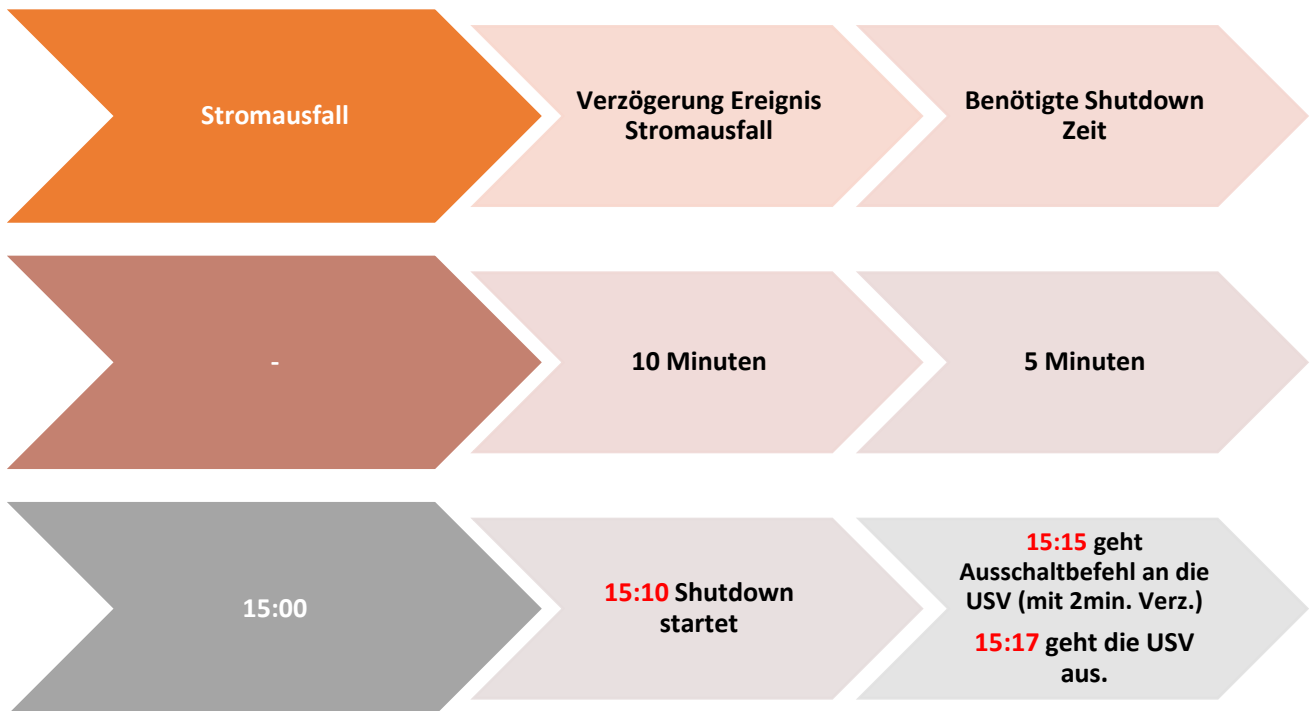 Stromausfall
Verzögerung Ereignis
Stromausfall
Benötigte Shutdown
Zeit
-
10 Minuten
5 Minuten
15:00
15:10 Shutdown
startet
15:15 geht
Ausschaltbefehl an die
USV (mit 2min. Verz.)
15:17 geht die USV
aus.